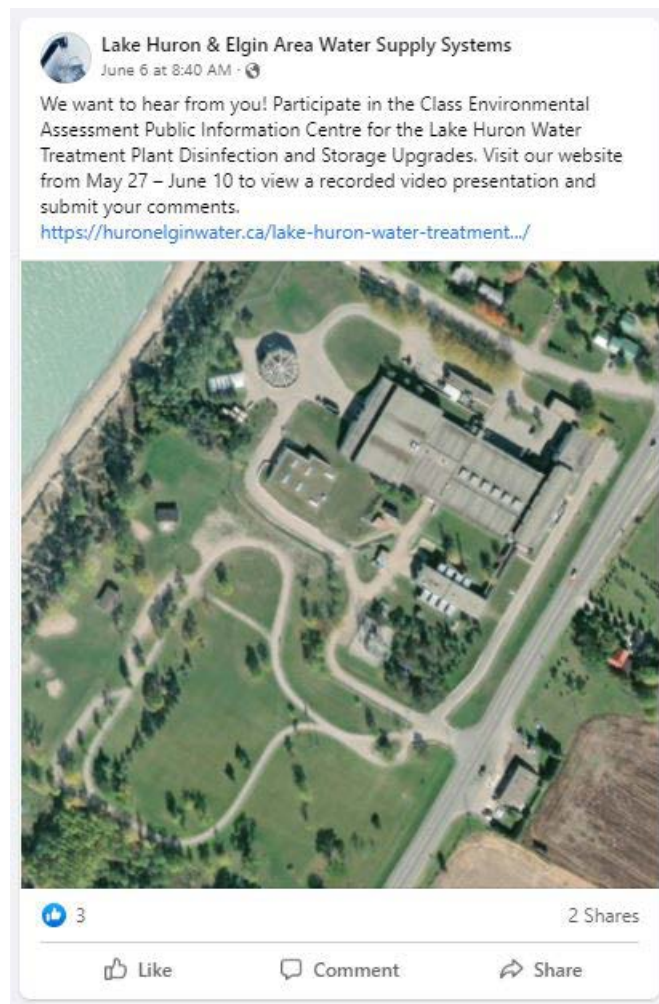 Lake Huron & Elgin Area Water Supply Systems
June 6 at 8:40 AM ·
We want to hear from you! Participate in the Class Environmental
Assessment Public Information Centre for the Lake Huron Water
Treatment Plant Disinfection and Storage Upgrades. Visit our website
from May 27 – June 10 to view a recorded video presentation and
submit your comments.
https://huronelginwater.ca/lake-huron-water-treatment.../
3
2 Shares
Like
Comment
Share